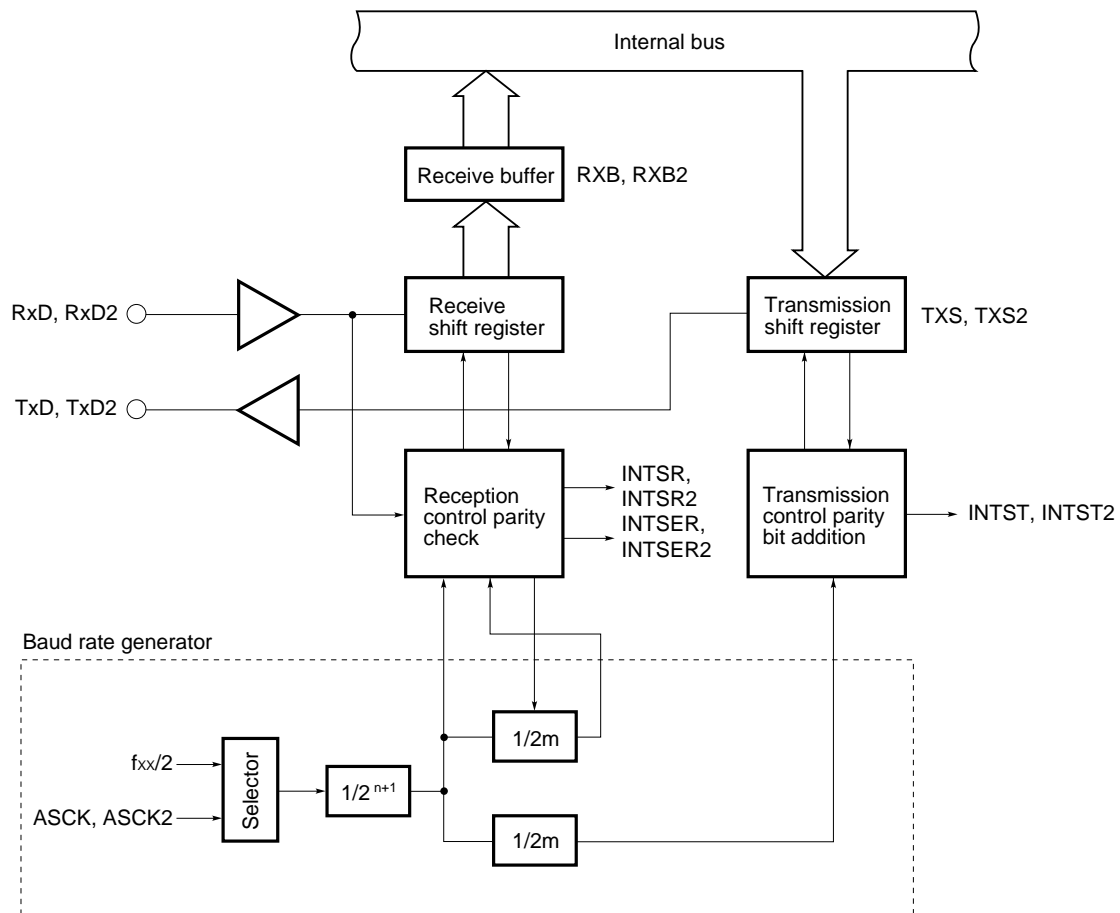 Internal bus
Receive buffer
RXB, RXB2
RxD, RxD2
Receive
shift register
Transmission
shift register
TXS, TXS2
TxD, TxD2
Reception
control parity
check
INTSR,
INTSR2
INTSER,
INTSER2
Transmission
control parity
bit addition
INTST, INTST2
Baud rate generator
fxx/2
ASCK, ASCK2
Selector
1/2^n+1
1/2m
1/2m